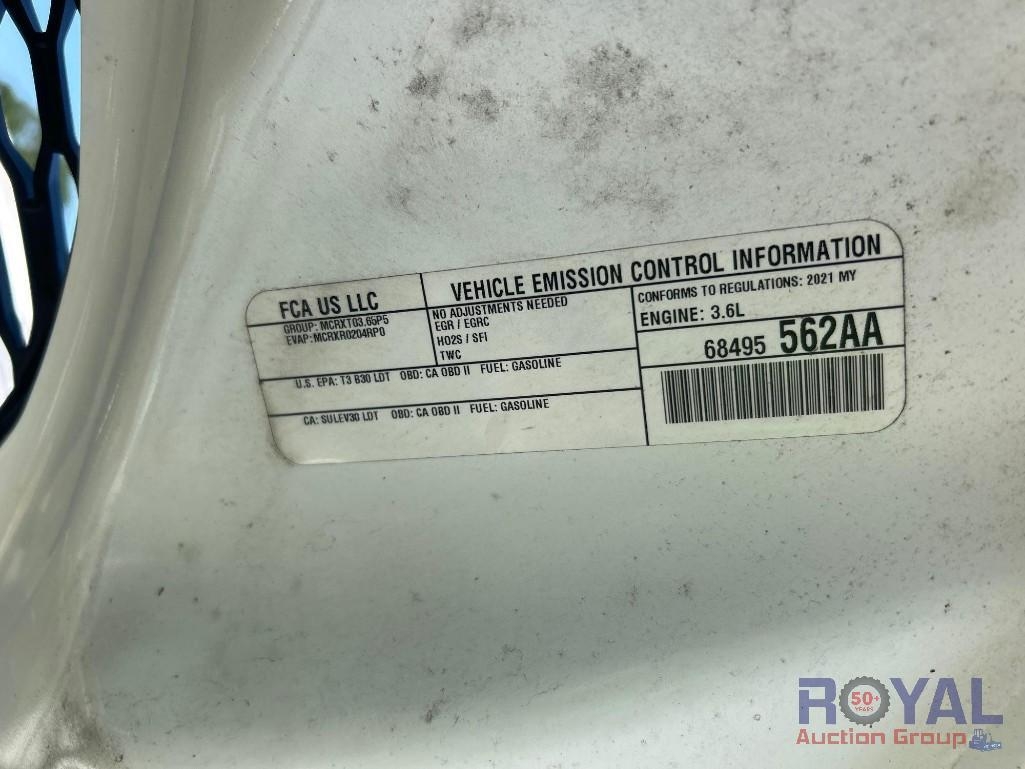 FCA US LLC
GROUP: MCRXT03.65P5
EVAP: MCRXR0204RP0
VEHICLE EMISSION CONTROL INFORMATION
NO ADJUSTMENTS NEEDED
EGR / EGRC
HO2S / SFI
TWC
CONFORMS TO REGULATIONS: 2021 MY
ENGINE: 3.6L
68495 562AA
U.S. EPA: T3 B30 LDT OBD: CA OBD II FUEL: GASOLINE
CA: SULEV30 LDT OBD: CA OBD II FUEL: GASOLINE
ROYAL
50+
YEARS
Auction Group